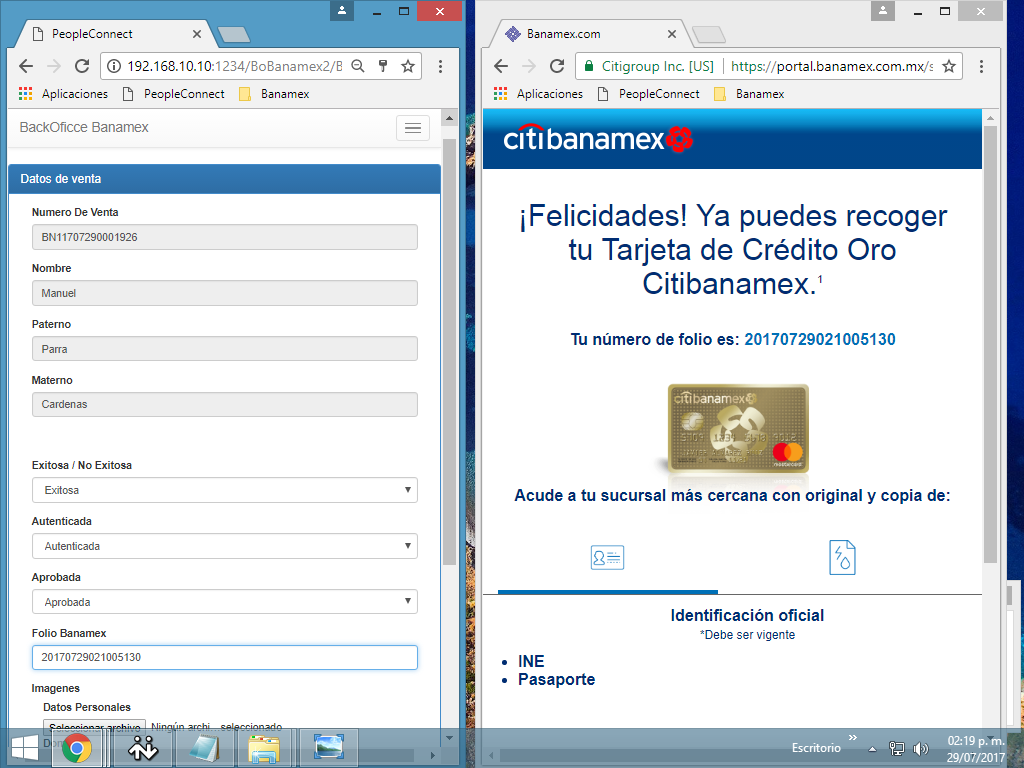 PeopleConnect
192.168.10.10:1234/BoBanamex2/B
Aplicaciones PeopleConnect Banamex
BackOficce Banamex
Datos de venta
Numero De Venta
BN11707290001926
Nombre
Manuel
Paterno
Parra
Materno
Cardenas
Exitosa / No Exitosa
Exitosa
Autenticada
Autenticada
Aprobada
Aprobada
Folio Banamex
20170729021005130
Imagenes
Datos Personales
Seleccionar archivo Ningún archi...seleccionado
Banamex.com
Citigroup Inc. [US] https://portal.banamex.com.mx/s
Aplicaciones PeopleConnect Banamex
citibanamex
¡Felicidades! Ya puedes recoger
tu Tarjeta de Crédito Oro
Citibanamex.1
Tu número de folio es: 20170729021005130
citibanamex
mastercard
Acude a tu sucursal más cercana con original y copia de:
Identificación oficial
*Debe ser vigente
• INE
• Pasaporte
Escritorio »
02:19 p. m.
29/07/2017